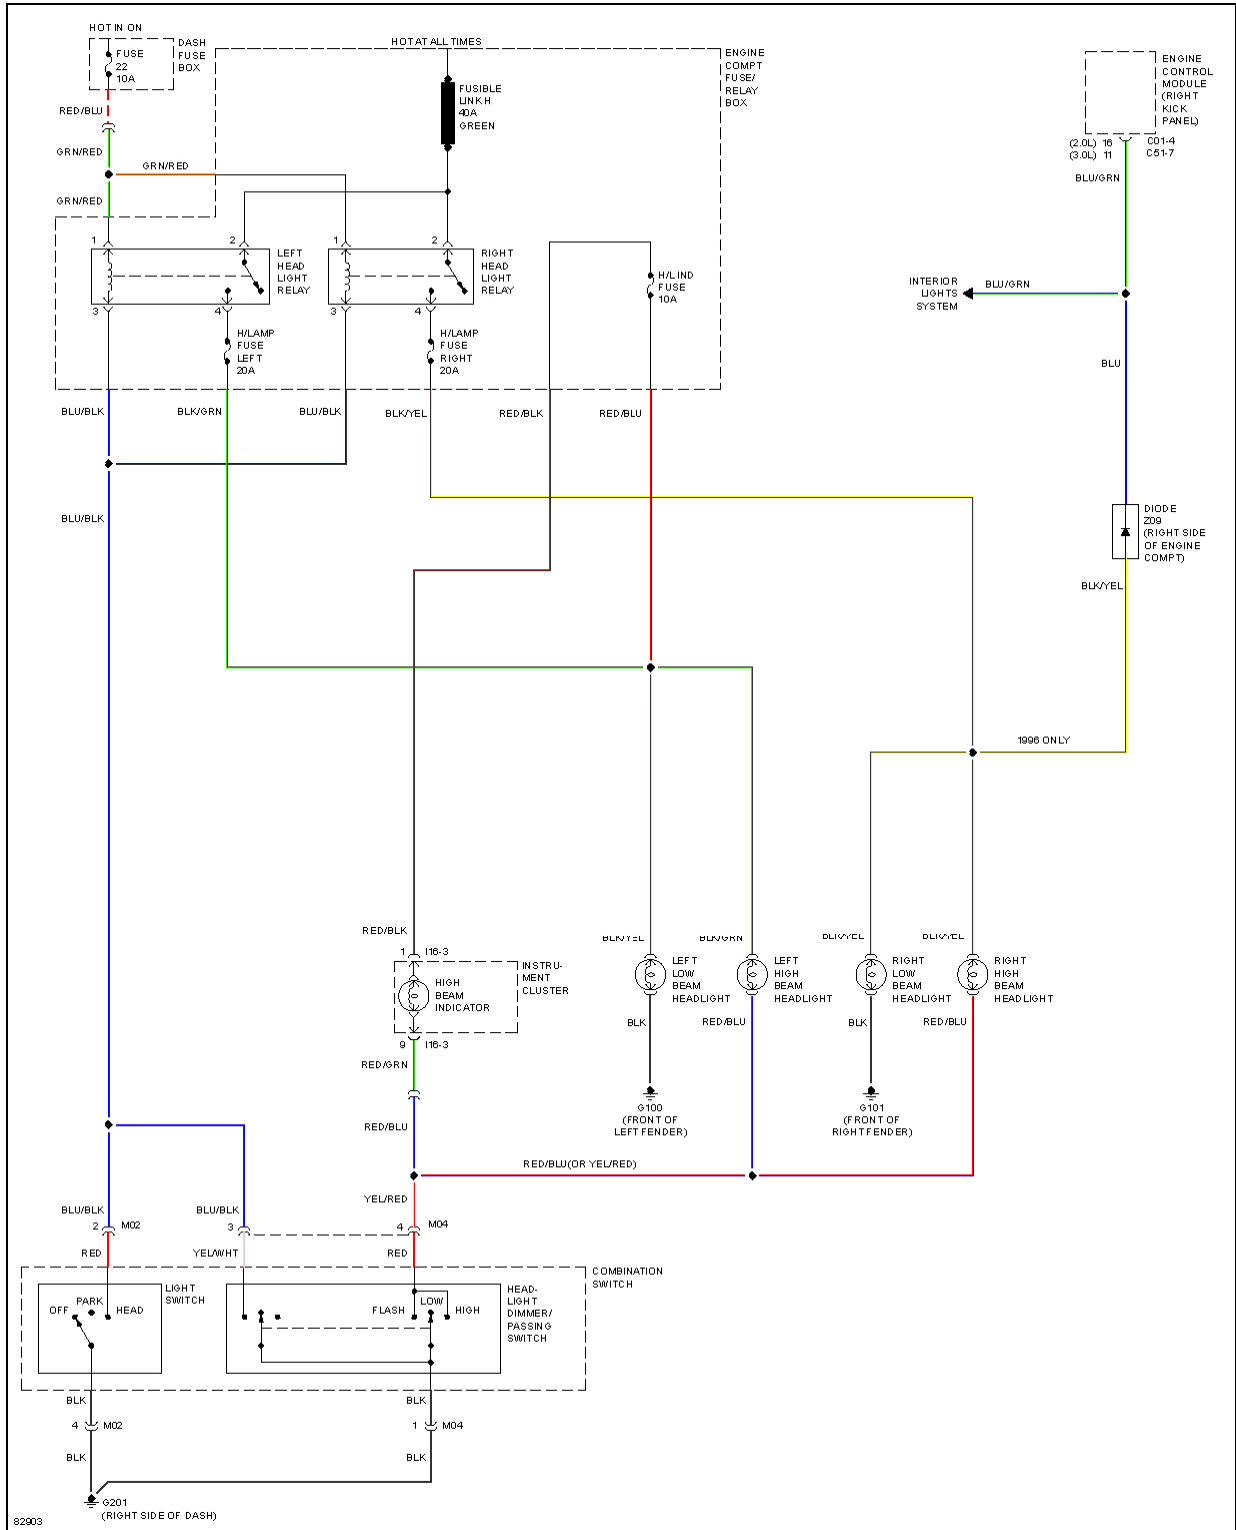 HOT IN ON
FUSE
22
10A
DASH
FUSE
BOX
HOT AT ALL TIMES
FUSIBLE
LINK H
40A
GREEN
ENGINE
COMPT
FUSE/
RELAY
BOX
ENGINE
CONTROL
MODULE
(RIGHT
KICK
PANEL)
(2.0L) 16 C01-4
(3.0L) 11 C51-7
BLU/GRN
RED/BLU
GRN/RED
GRN/RED
GRN/RED
1 2
LEFT
HEAD
LIGHT
RELAY
3 4
1 2
RIGHT
HEAD
LIGHT
RELAY
3 4
H/LAMP
FUSE
LEFT
20A
H/LAMP
FUSE
RIGHT
20A
H/L IND
FUSE
10A
INTERIOR
LIGHTS
SYSTEM
BLU/GRN
BLU
BLU/BLK
BLK/GRN
BLU/BLK
BLK/YEL
RED/BLK
RED/BLU
BLU/BLK
DIODE
Z09
(RIGHT SIDE
OF ENGINE
COMPT)
BLK/YEL
1996 ONLY
RED/BLK
1 I16-3
INSTRU-
MENT
CLUSTER
HIGH
BEAM
INDICATOR
9 I16-3
RED/GRN
RED/BLU
BLK/YEL
BLK/GRN
BLK/YEL
BLK/YEL
LEFT
LOW
BEAM
HEADLIGHT
LEFT
HIGH
BEAM
HEADLIGHT
RIGHT
LOW
BEAM
HEADLIGHT
RIGHT
HIGH
BEAM
HEADLIGHT
BLK
RED/BLU
BLK
RED/BLU
G100
(FRONT OF
LEFT FENDER)
G101
(FRONT OF
RIGHT FENDER)
RED/BLU(OR YEL/RED)
YEL/RED
BLU/BLK
BLU/BLK
2 M02
3
4 M04
RED
YEL/WHT
RED
COMBINATION
SWITCH
LIGHT
SWITCH
OFF
PARK
HEAD
FLASH
LOW
HIGH
HEAD-
LIGHT
DIMMER/
PASSING
SWITCH
BLK
BLK
4 M02
1 M04
BLK
BLK
G201
(RIGHT SIDE OF DASH)
82903